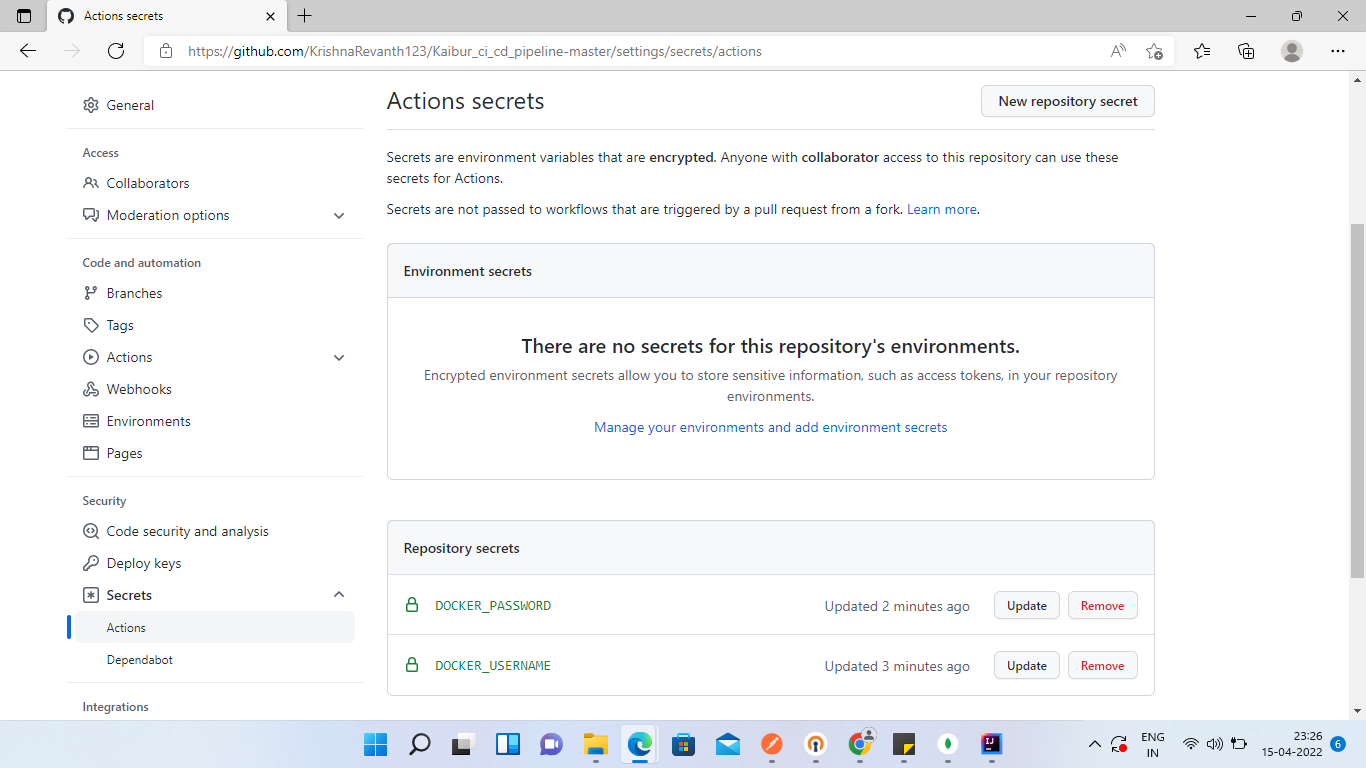 Actions secrets
https://github.com/KrishnaRevanth123/Kaibur_ci_cd_pipeline-master/settings/secrets/actions
General
Access
Collaborators
Moderation options
Code and automation
Branches
Tags
Actions
Webhooks
Environments
Pages
Security
Code security and analysis
Deploy keys
Secrets
Actions
Dependabot
Integrations
Actions secrets
New repository secret
Secrets are environment variables that are encrypted. Anyone with collaborator access to this repository can use these
secrets for Actions.
Secrets are not passed to workflows that are triggered by a pull request from a fork. Learn more.
Environment secrets
There are no secrets for this repository's environments.
Encrypted environment secrets allow you to store sensitive information, such as access tokens, in your repository
environments.
Manage your environments and add environment secrets
Repository secrets
DOCKER_PASSWORD Updated 2 minutes ago Update Remove
DOCKER_USERNAME Updated 3 minutes ago Update Remove
ENG
IN
23:26
15-04-2022
6